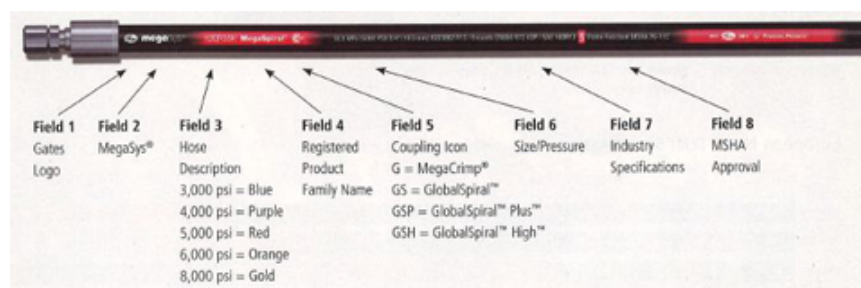 megaSys
MegaSpiral
Field 1
Gates
Logo
Field 2
MegaSys®
Field 3
Hose
Description
3,000 psi = Blue
4,000 psi = Purple
5,000 psi = Red
6,000 psi = Orange
8,000 psi = Gold
Field 4
Registered
Product
Family Name
Field 5
Coupling Icon
G = MegaCrimp®
GS = GlobalSpiral™
GSP = GlobalSpiral™ Plus™
GSH = GlobalSpiral™ High™
Field 6
Size/Pressure
Field 7
Industry
Specifications
Field 8
MSHA
Approval